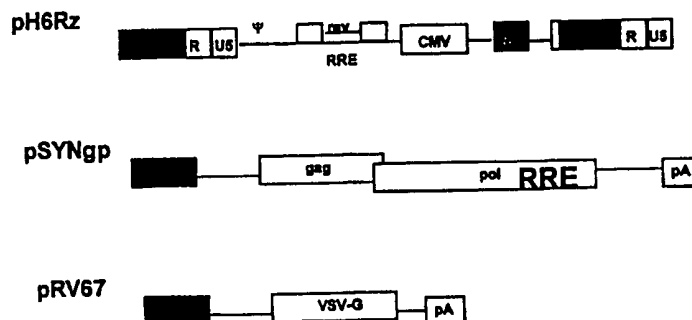 pH6Rz
R U5 Ψ rev RRE CMV R U5
pSYNgp
gag pol RRE pA
pRV67
VSV-G pA